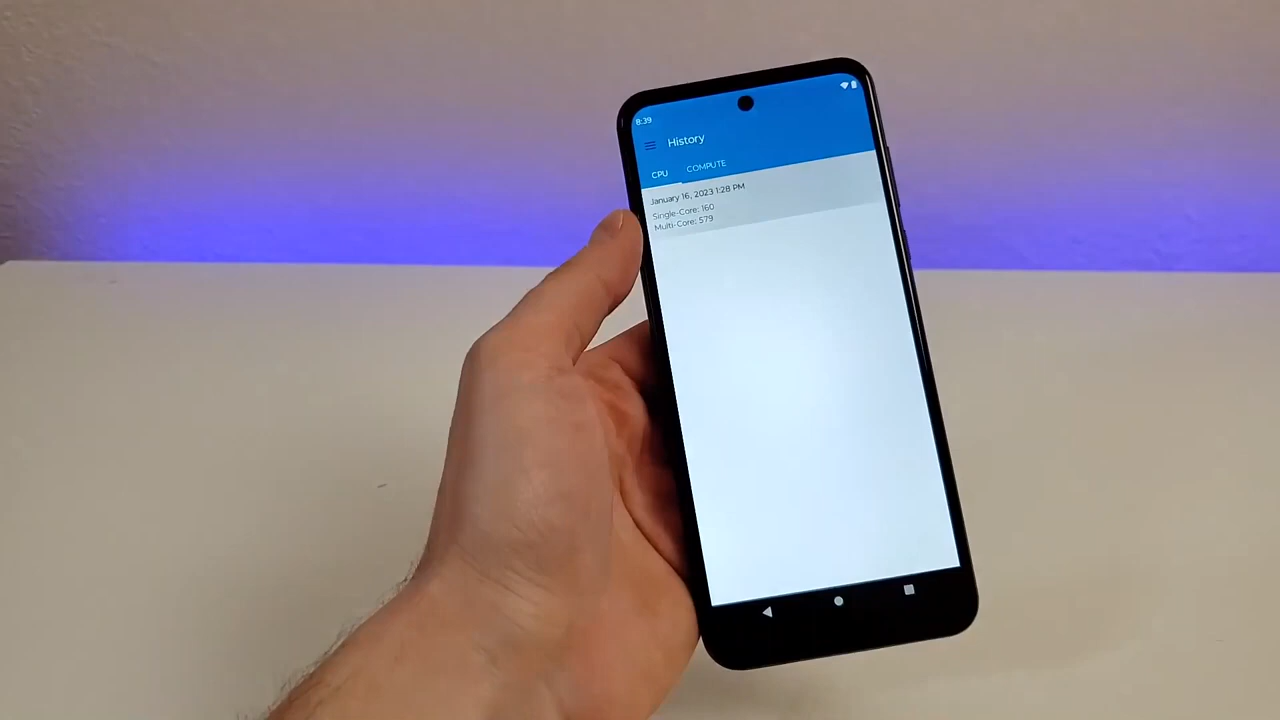 8:39
History
CPU COMPUTE
January 16, 2023 1:28 PM
Single-Core: 160
Multi-Core: 579